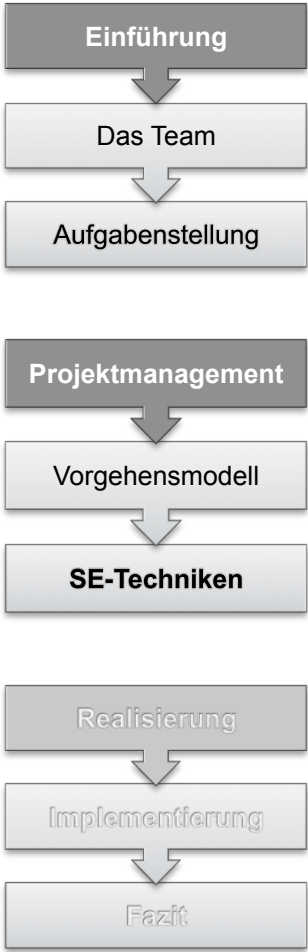 Einführung
Das Team
Aufgabenstellung
Projektmanagement
Vorgehensmodell
SE-Techniken
Realisierung
Implementierung
Fazit